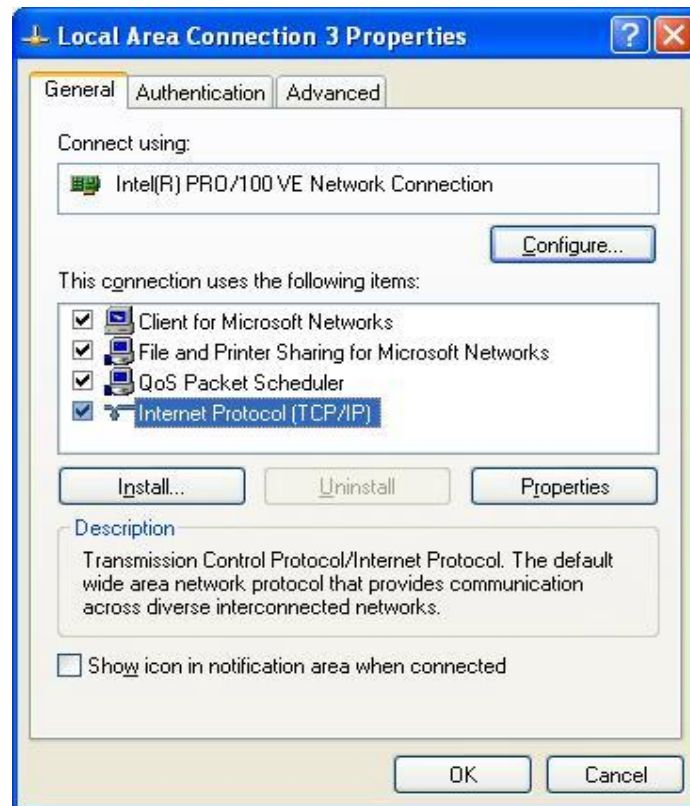 Local Area Connection 3 Properties
General Authentication Advanced
Connect using:
Intel(R) PRO/100 VE Network Connection
Configure...
This connection uses the following items:
Client for Microsoft Networks
File and Printer Sharing for Microsoft Networks
QoS Packet Scheduler
Internet Protocol (TCP/IP)
Install... Uninstall Properties
Description
Transmission Control Protocol/Internet Protocol. The default
wide area network protocol that provides communication
across diverse interconnected networks.
Show icon in notification area when connected
OK Cancel